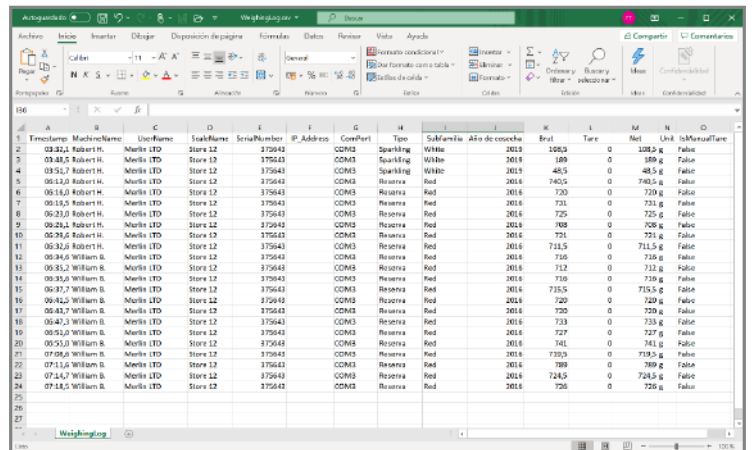 Autoguardado WeighingLog.csv Buscar
Archivo Inicio Insertar Dibujar Disposición de página Fórmulas Datos Revisar Vista Ayuda Compartir Comentarios
Pegar Calibri 11 General Formato condicional Insertar Ordenar y Buscar y Ideas Confidencialidad
N K S Dar formato como tabla Eliminar filtrar seleccionar
Estilos de celda Formato
Portapapeles Fuente Alineación Número Estilos Celdas Edición Ideas Confidencialidad
I36 fx
A B C D E F G H I J K L M N O
1 Timestamp MachineName UserName ScaleName SerialNumber IP_Address ComPort Tipo Subfamilia Año de cosecha Brut Tare Net Unit IsManualTare
2 03:32,1 Robert H. Merlin LTD Store 12 375643 COM3 Sparkling White 2019 108,5 0 108,5 g False
3 03:48,5 Robert H. Merlin LTD Store 12 375643 COM3 Sparkling White 2019 189 0 189 g False
4 03:51,7 Robert H. Merlin LTD Store 12 375643 COM3 Sparkling White 2019 48,5 0 48,5 g False
5 06:13,0 Robert H. Merlin LTD Store 12 375643 COM3 Reserva Red 2016 740,5 0 740,5 g False
6 06:16,0 Robert H. Merlin LTD Store 12 375643 COM3 Reserva Red 2016 720 0 720 g False
7 06:19,5 Robert H. Merlin LTD Store 12 375643 COM3 Reserva Red 2016 731 0 731 g False
8 06:23,0 Robert H. Merlin LTD Store 12 375643 COM3 Reserva Red 2016 725 0 725 g False
9 06:26,1 Robert H. Merlin LTD Store 12 375643 COM3 Reserva Red 2016 708 0 708 g False
10 06:29,6 Robert H. Merlin LTD Store 12 375643 COM3 Reserva Red 2016 721 0 721 g False
11 06:32,6 Robert H. Merlin LTD Store 12 375643 COM3 Reserva Red 2016 711,5 0 711,5 g False
12 06:34,6 William B. Merlin LTD Store 12 375643 COM3 Reserva Red 2016 716 0 716 g False
13 06:35,2 William B. Merlin LTD Store 12 375643 COM3 Reserva Red 2016 712 0 712 g False
14 06:35,6 William B. Merlin LTD Store 12 375643 COM3 Reserva Red 2016 716 0 716 g False
15 06:37,7 William B. Merlin LTD Store 12 375643 COM3 Reserva Red 2016 715,5 0 715,5 g False
16 06:41,5 William B. Merlin LTD Store 12 375643 COM3 Reserva Red 2016 720 0 720 g False
17 06:43,7 William B. Merlin LTD Store 12 375643 COM3 Reserva Red 2016 720 0 720 g False
18 06:47,3 William B. Merlin LTD Store 12 375643 COM3 Reserva Red 2016 733 0 733 g False
19 06:51,0 William B. Merlin LTD Store 12 375643 COM3 Reserva Red 2016 727 0 727 g False
20 06:55,0 William B. Merlin LTD Store 12 375643 COM3 Reserva Red 2016 741 0 741 g False
21 07:08,6 William B. Merlin LTD Store 12 375643 COM3 Reserva Red 2016 0 g False
22 07:11,6 William B. Merlin LTD Store 12 375643 COM3 Reserva Red 2016 789 0 789 g False
23 07:14,7 William B. Merlin LTD Store 12 375643 COM3 Reserva Red 2016 724,5 0 724,5 g False
24 07:18,5 William B. Merlin LTD Store 12 375643 COM3 Reserva Red 2016 726 0 726 g False
25
26
27
WeighingLog
Listo 100%